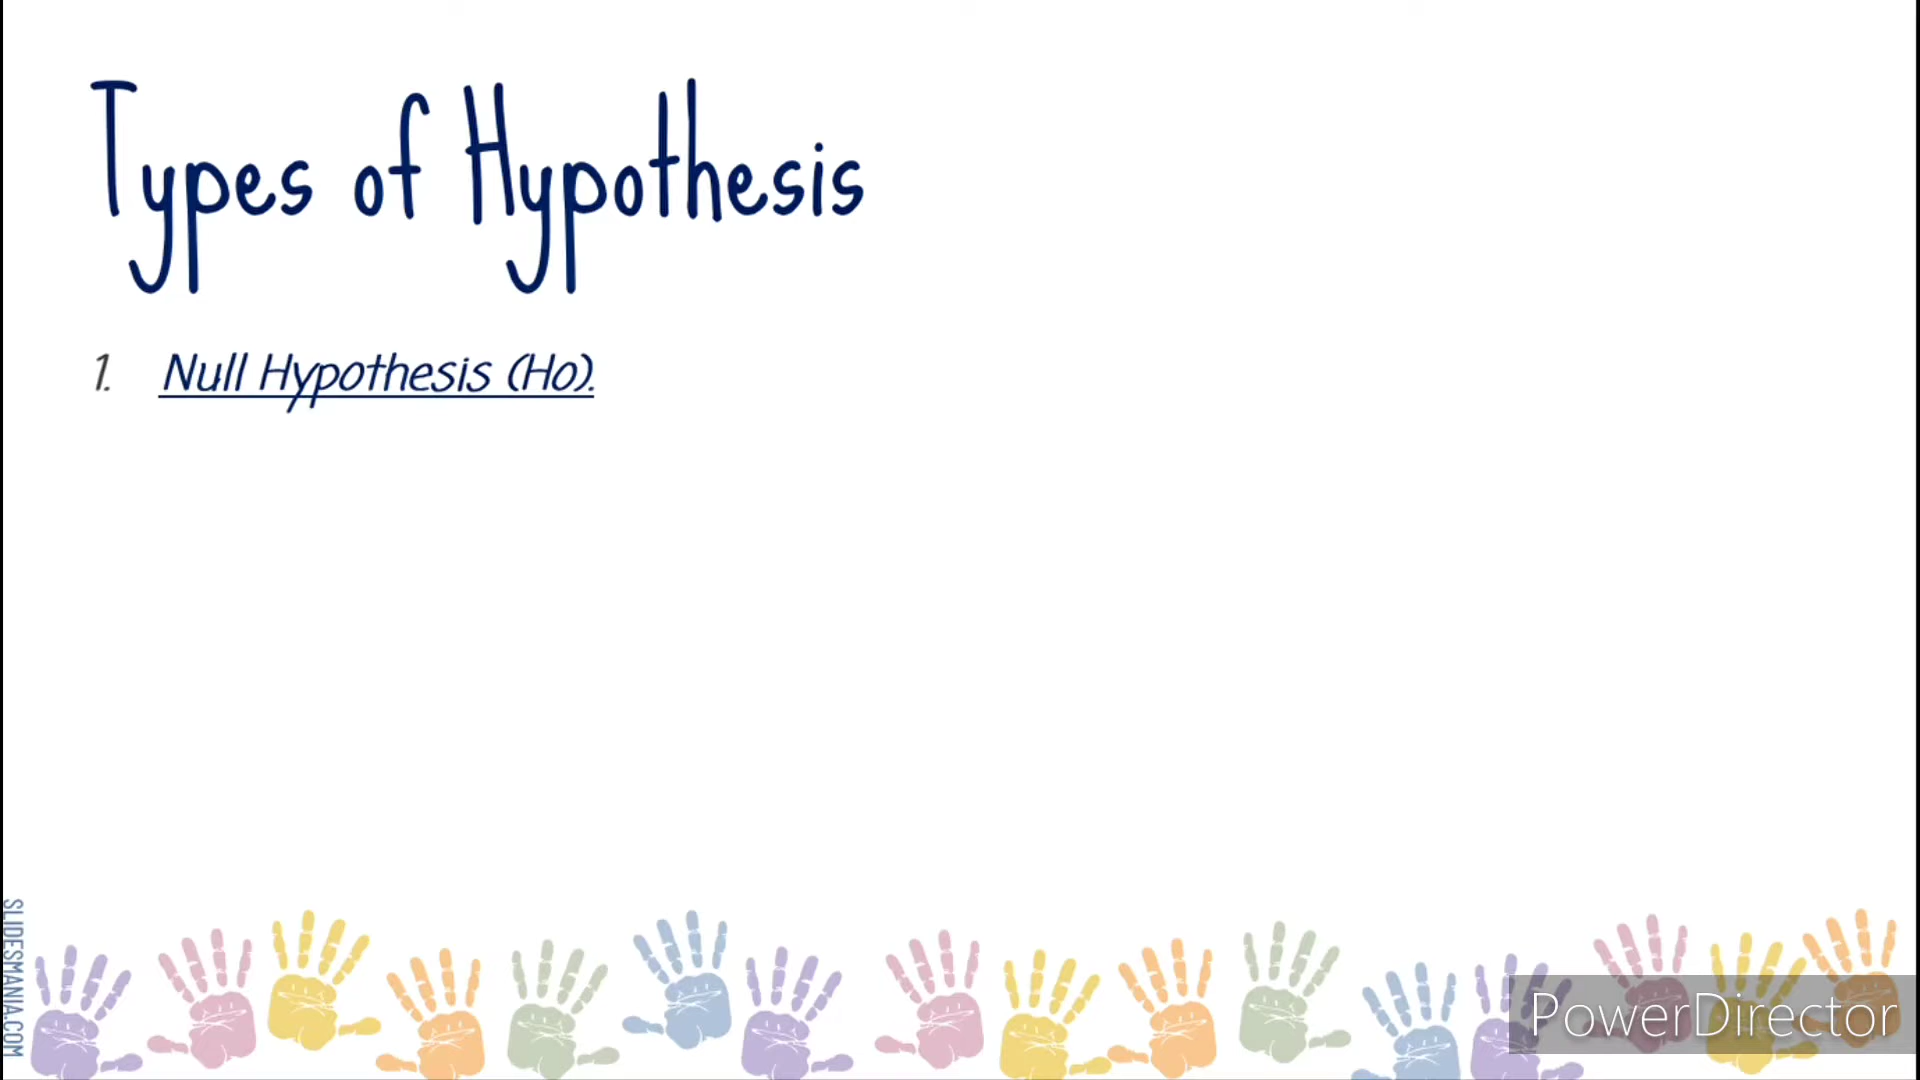 Types of Hypothesis
1. Null Hypothesis (Ho).
SLIDESMANIA.COM
PowerDirector